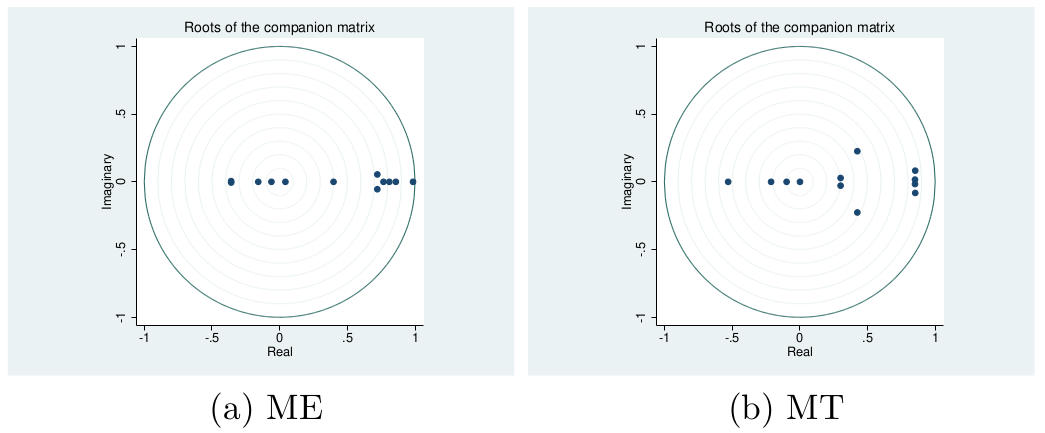 Roots of the companion matrix
Imaginary
1
.5
0
-.5
-1
-1 -.5 0 .5 1
Real
(a) ME
Roots of the companion matrix
Imaginary
1
.5
0
-.5
-1
-1 -.5 0 .5 1
Real
(b) MT